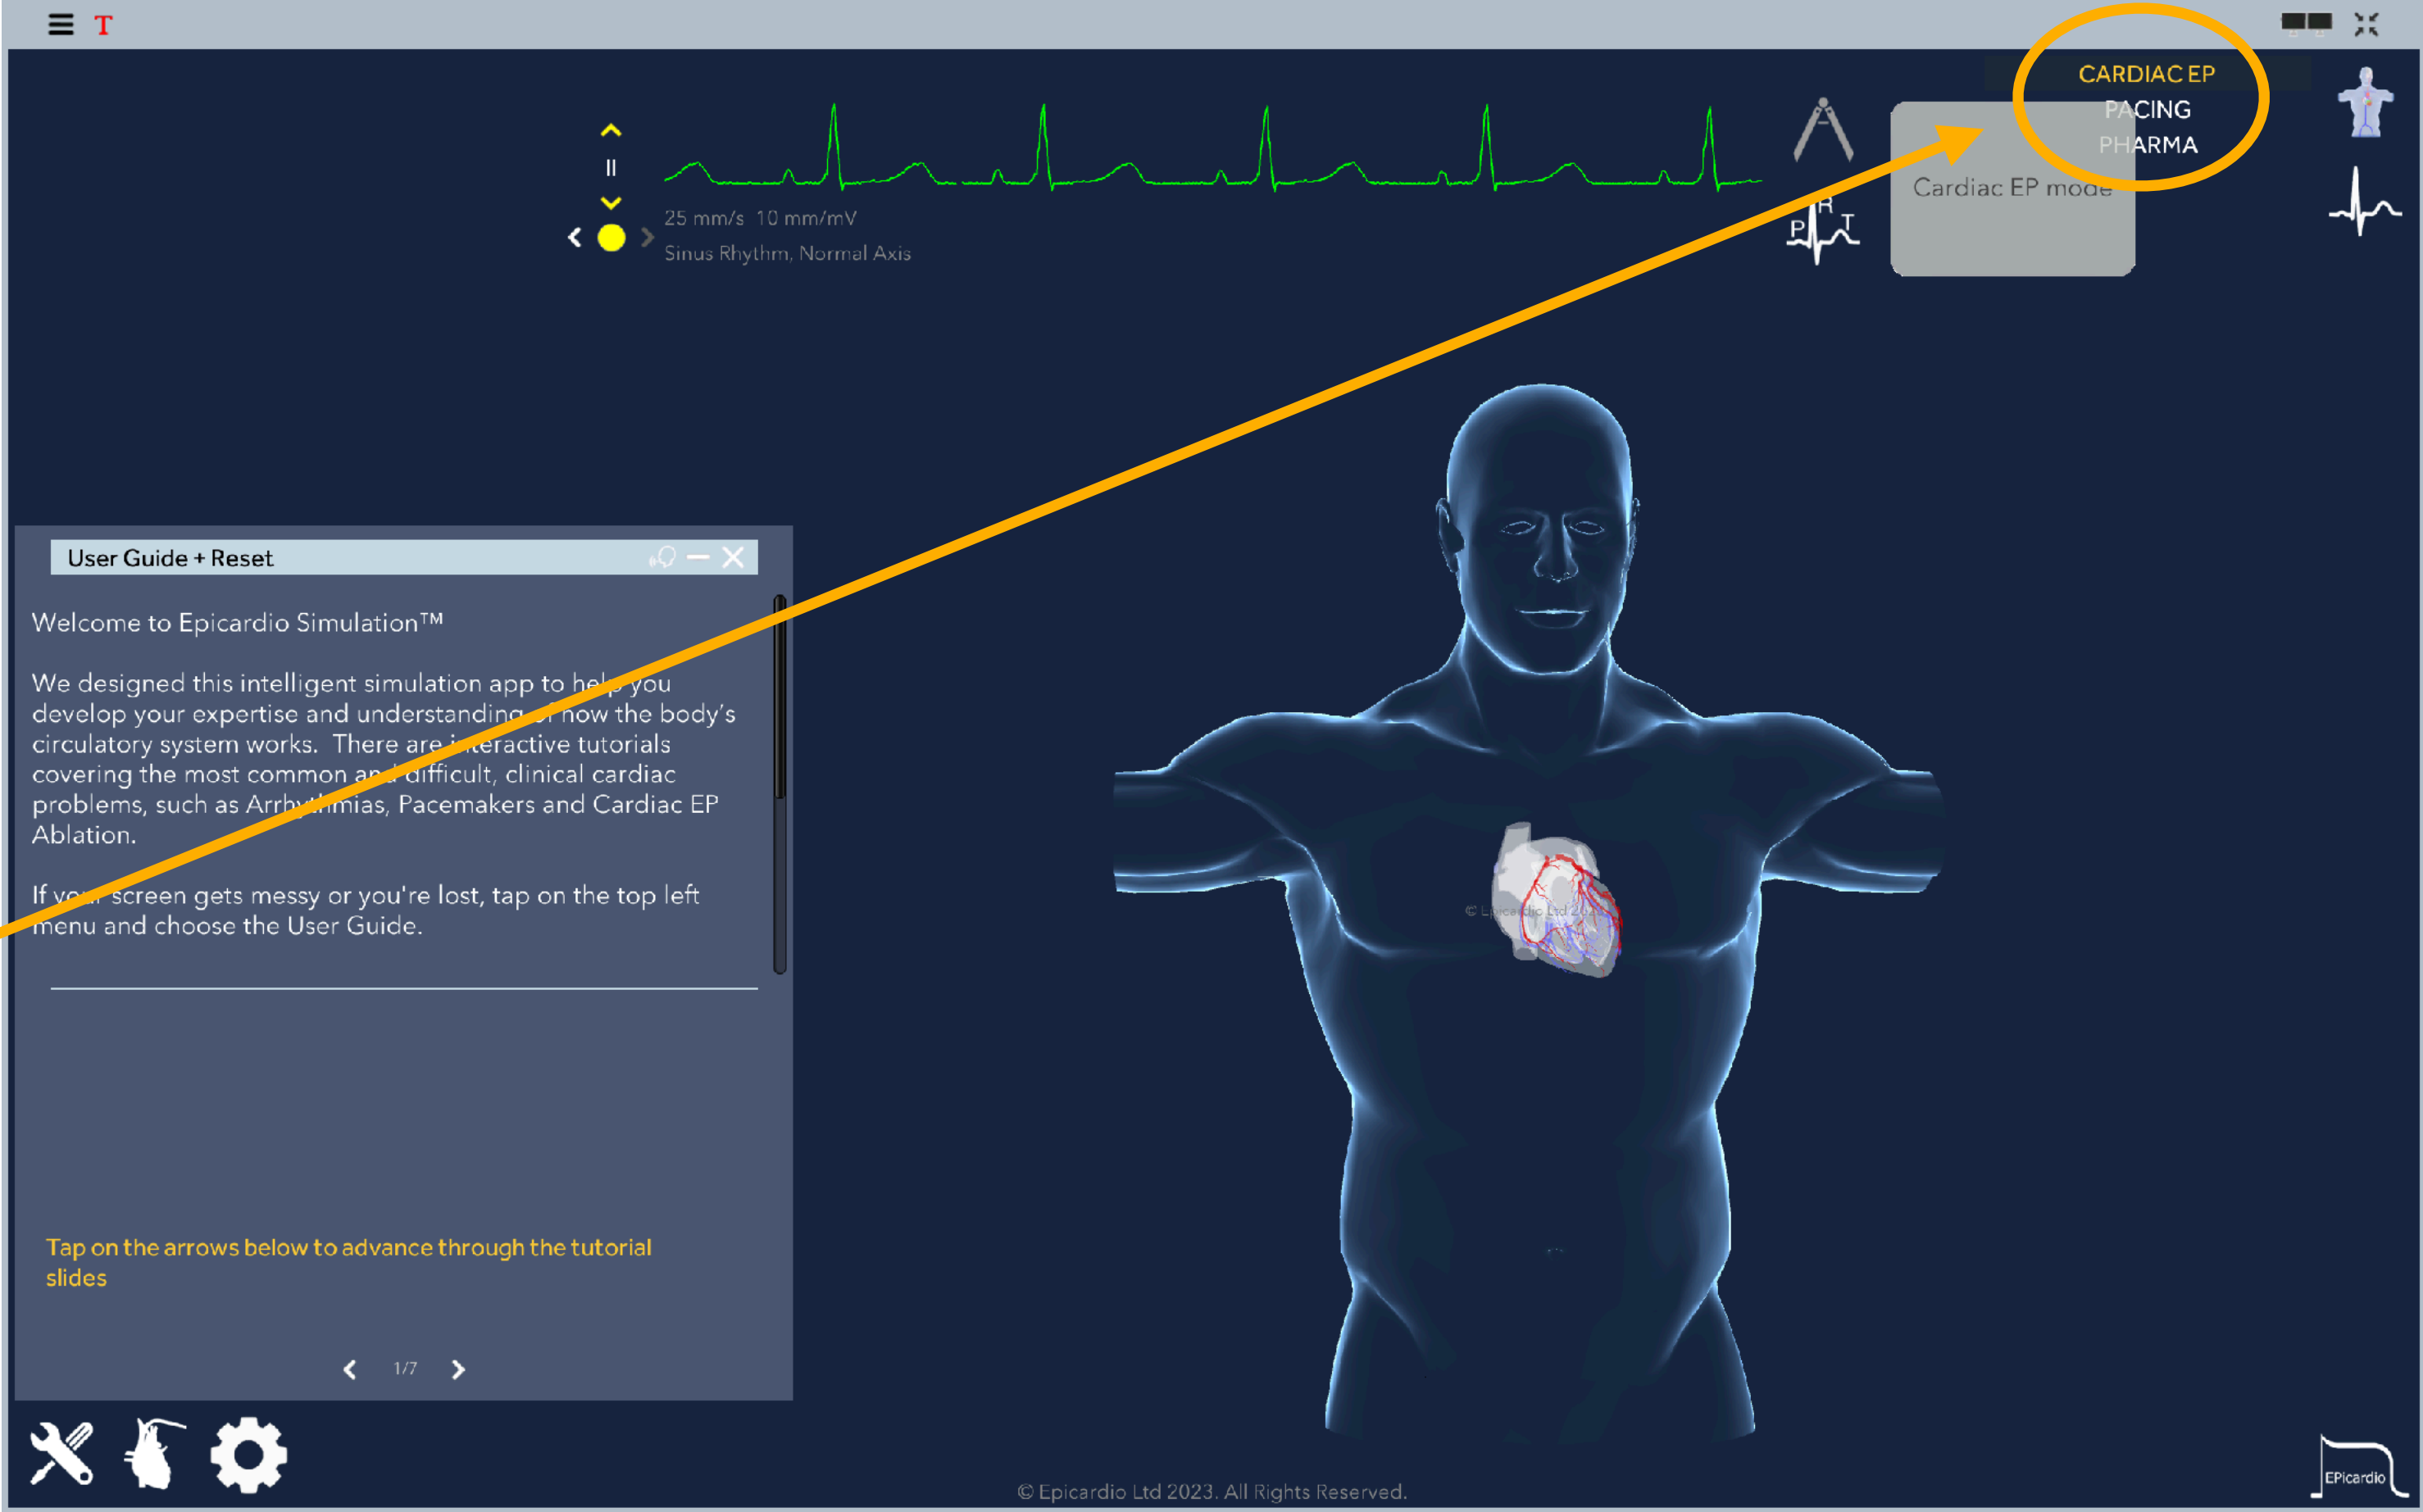 T
CARDIAC EP
PACING
PHARMA
Cardiac EP mode
II
25 mm/s 10 mm/mV
Sinus Rhythm, Normal Axis
P R T
User Guide + Reset
Welcome to Epicardio Simulation™
We designed this intelligent simulation app to help you
develop your expertise and understanding of how the body's
circulatory system works. There are interactive tutorials
covering the most common and difficult, clinical cardiac
problems, such as Arrhythmias, Pacemakers and Cardiac EP
Ablation.
If your screen gets messy or you're lost, tap on the top left
menu and choose the User Guide.
© Epicardio Ltd 202
Tap on the arrows below to advance through the tutorial
slides
1/7
EPicardio
© Epicardio Ltd 2023. All Rights Reserved.